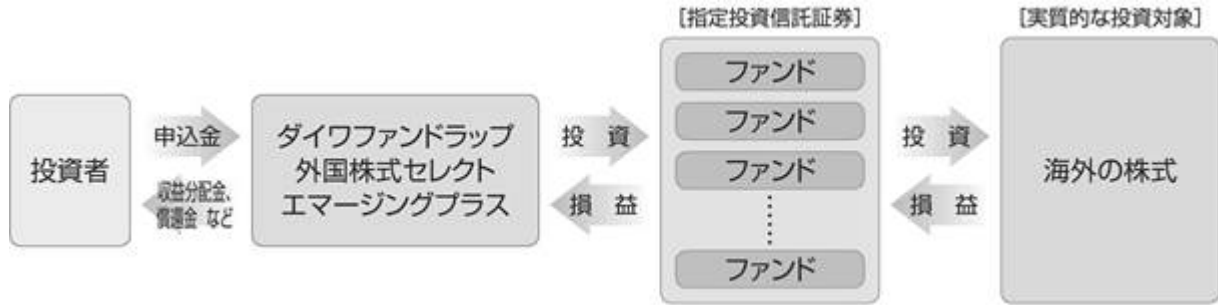 [指定投資信託証券]
[実質的な投資対象]
投資者
申込金
収益分配金、
償還金 など
ダイワファンドラップ
外国株式セレクト
エマージングプラス
投 資
損 益
ファンド
ファンド
ファンド
ファンド
投 資
損 益
海外の株式